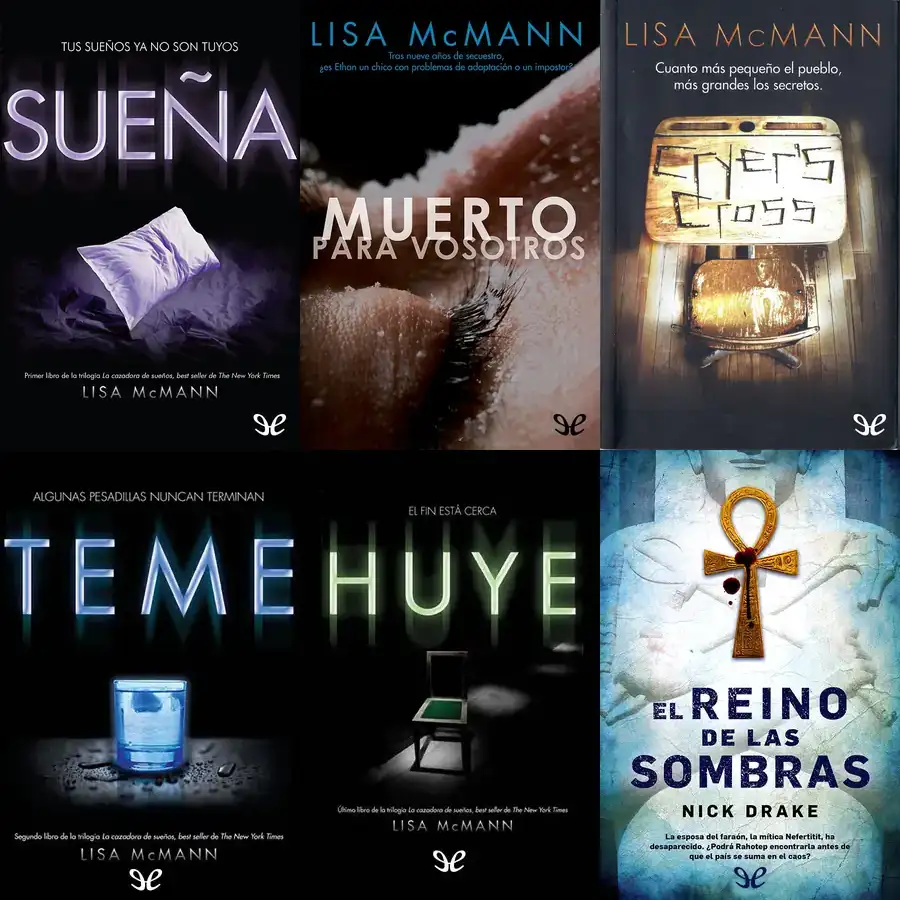 TUS SUEÑOS YA NO SON TUYOS
SUEÑA
Primer libro de la trilogía La cazadora de sueños, best seller de The New York Times
LISA McMANN
LISA McMANN
Tras nueve años de secuestro,
¿es Ethan un chico con problemas de adaptación o un impostor?
MUERTO
PARA VOSOTROS
LISA McMANN
Cuanto más pequeño el pueblo,
más grandes los secretos.
Cryer's
Cross
ALGUNAS PESADILLAS NUNCAN TERMINAN
TEME
Segundo libro de la trilogía La cazadora de sueños, best seller de The New York Times
LISA McMANN
EL FIN ESTÁ CERCA
HUYE
Último libro de la trilogía La cazadora de sueños, best seller de The New York Times
LISA McMANN
EL REINO
DE LAS
SOMBRAS
NICK DRAKE
La esposa del faraón, la mítica Nefertitit, ha
desaparecido. ¿Podrá Rahotep encontrarla antes de
que el país se suma en el caos?